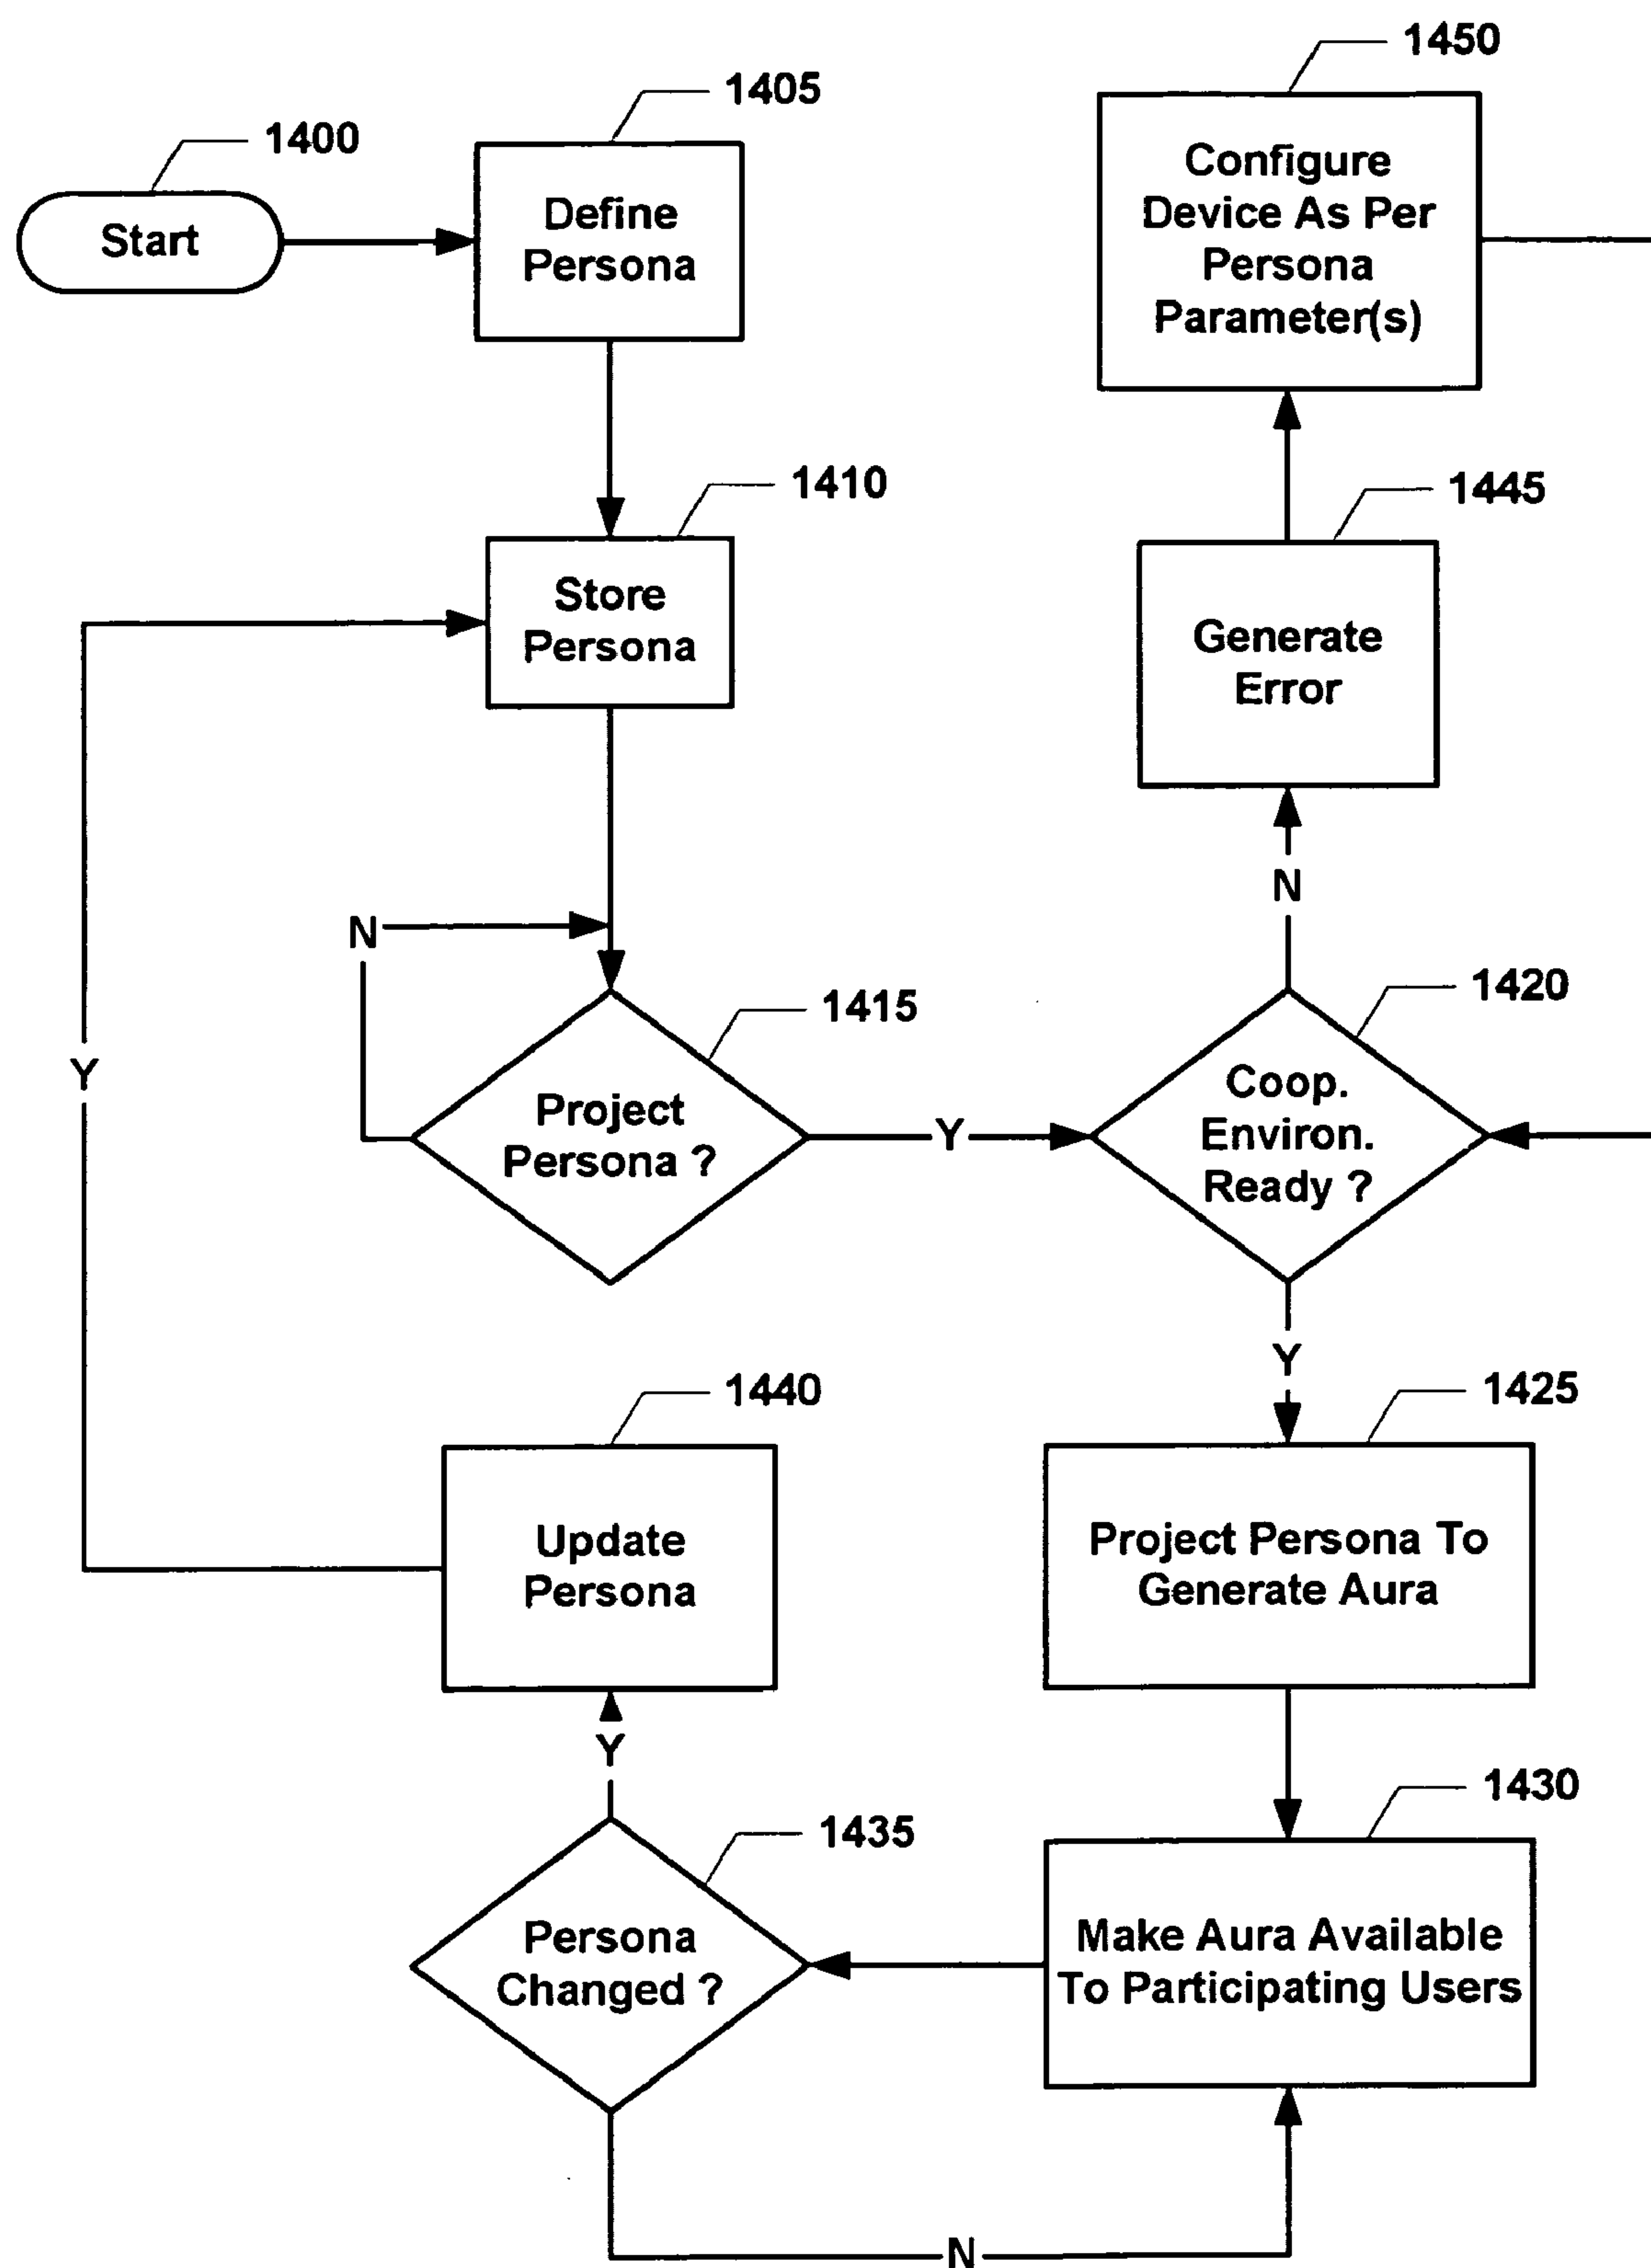 1400
Start
1405
Define
Persona
1410
Store
Persona
N
1415
Project
Persona ?
Y
Y
1440
Update
Persona
Y
1435
Persona
Changed ?
N
1450
Configure
Device As Per
Persona
Parameter(s)
1445
Generate
Error
N
1420
Coop.
Environ.
Ready ?
Y
1425
Project Persona To
Generate Aura
1430
Make Aura Available
To Participating Users